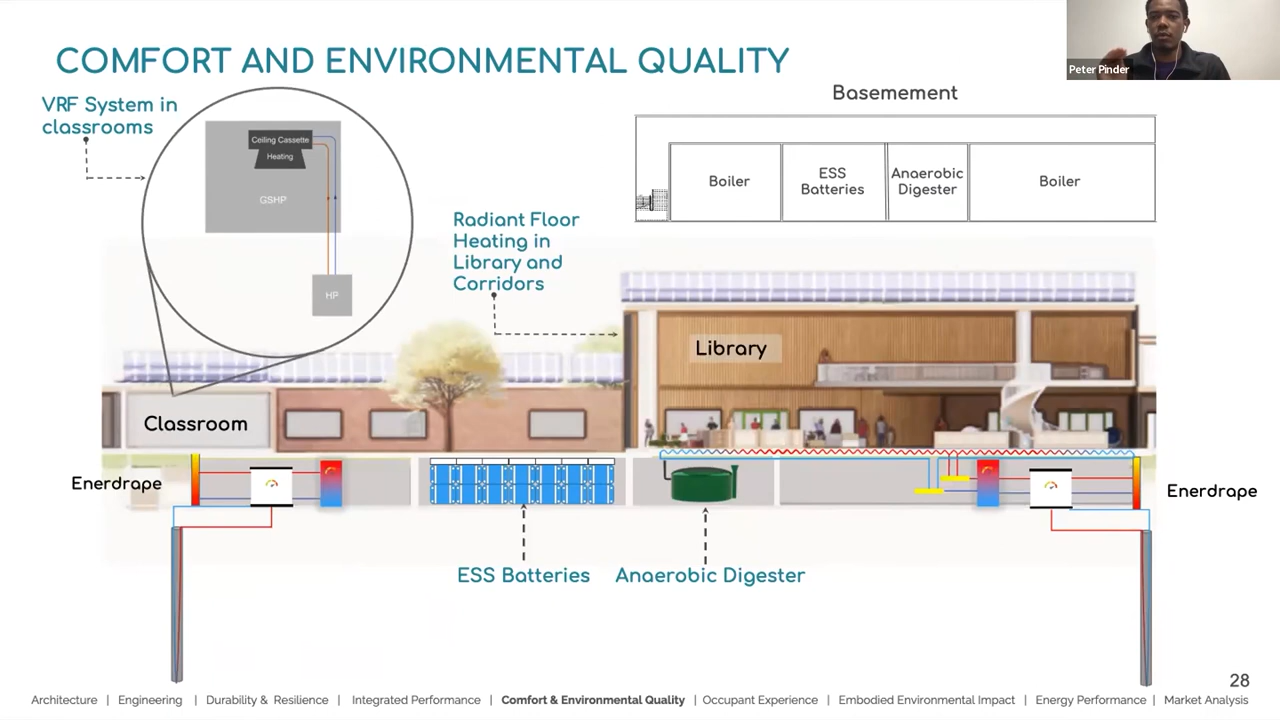 COMFORT AND ENVIRONMENTAL QUALITY
Peter Pinder
VRF System in
classrooms
Ceiling Cassette
Heating
GSHP
HP
Basemement
Boiler
ESS
Batteries
Anaerobic
Digester
Boiler
Radiant Floor
Heating in
Library and
Corridors
Library
Classroom
Enerdrape
Enerdrape
ESS Batteries
Anaerobic Digester
28
Architecture | Engineering | Durability & Resilience | Integrated Performance | Comfort & Environmental Quality | Occupant Experience | Embodied Environmental Impact | Energy Performance | Market Analysis